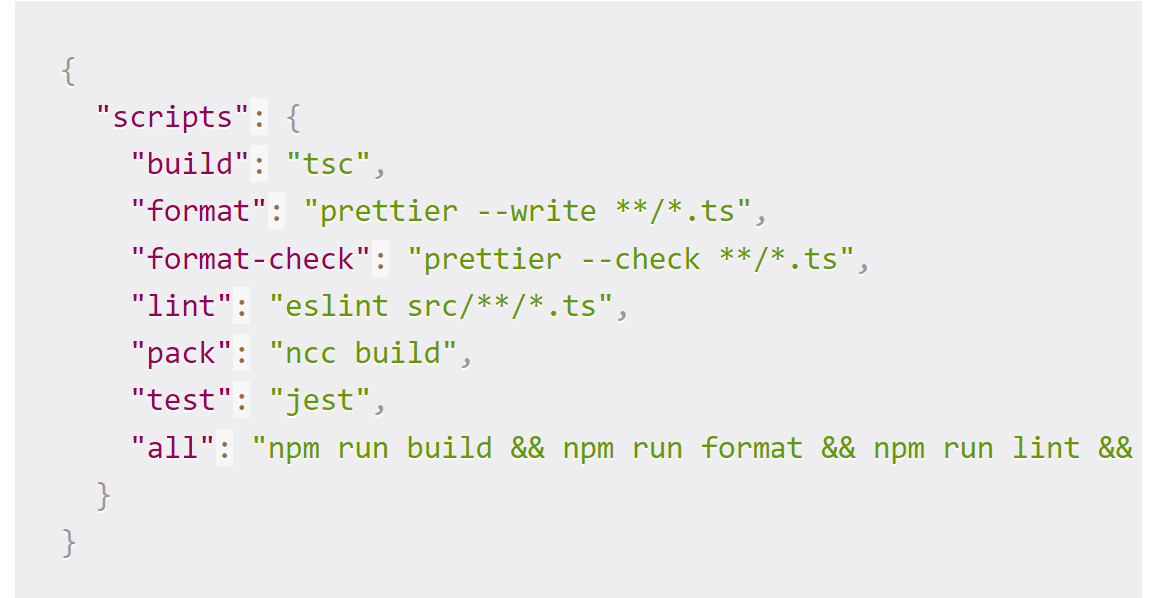 {
"scripts": {
"build": "tsc",
"format": "prettier --write **/*.ts",
"format-check": "prettier --check **/*.ts",
"lint": "eslint src/**/*.ts",
"pack": "ncc build",
"test": "jest",
"all": "npm run build && npm run format && npm run lint &&
}
}